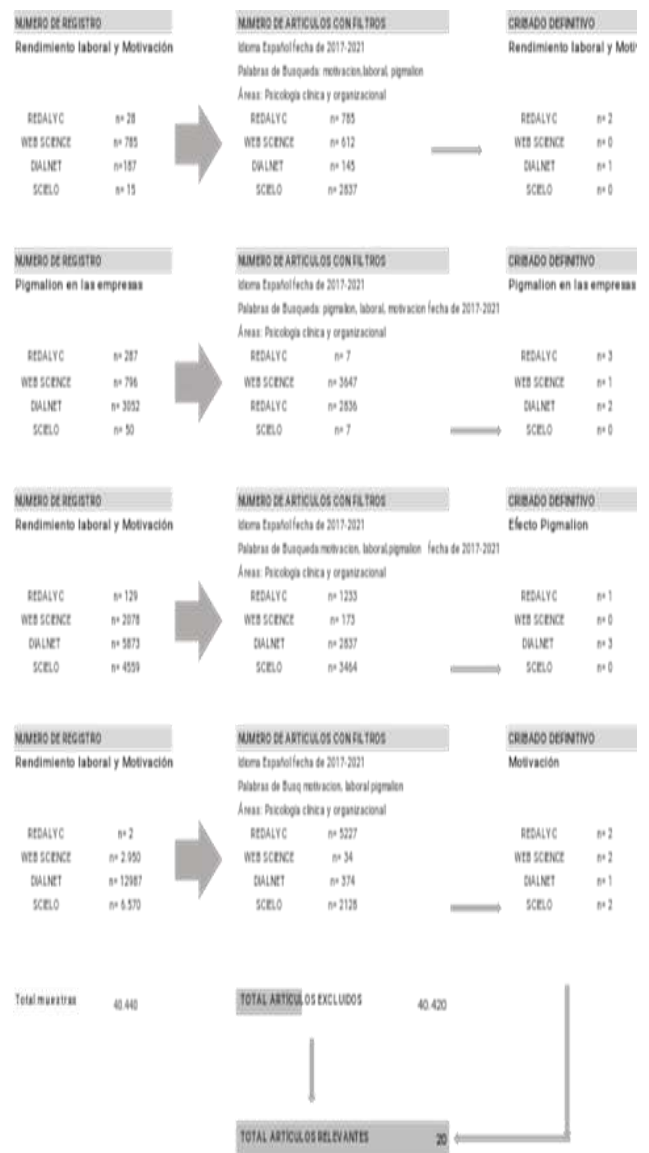 NUMERO DE REGISTRO
Rendimiento laboral y Motivación
REDALYC n= 28
WEB SCIENCE n= 785
DIALNET n=187
SCIELO n= 15
NUMERO DE ARTICULOS CON FILTROS
Idioma Español fecha de 2017-2021
Palabras de Busqueda: motivacion,laboral, pigmalion
Áreas: Psicología clínica y organizacional
REDALYC n= 785
WEB SCIENCE n= 612
DIALNET n= 145
SCIELO n= 2837
CRIBADO DEFINITIVO
Rendimiento laboral y Moti
REDALYC n= 2
WEB SCIENCE n= 0
DIALNET n= 1
SCIELO n= 0
NUMERO DE REGISTRO
Pigmalion en las empresas
REDALYC n= 287
WEB SCIENCE n= 796
DIALNET n= 3052
SCIELO n= 50
NUMERO DE ARTICULOS CON FILTROS
Idioma Español fecha de 2017-2021
Palabras de Busqueda: pigmalion, laboral, motivacion fecha de 2017-2021
Áreas: Psicología clínica y organizacional
REDALYC n= 7
WEB SCIENCE n= 3647
REDALYC n= 2836
SCIELO n= 7
CRIBADO DEFINITIVO
Pigmalion en las empresas
REDALYC n= 3
WEB SCIENCE n= 1
DIALNET n= 2
SCIELO n= 0
NUMERO DE REGISTRO
Rendimiento laboral y Motivación
REDALYC n= 129
WEB SCIENCE n= 2078
DIALNET n= 5873
SCIELO n= 4559
NUMERO DE ARTICULOS CON FILTROS
Idioma Español fecha de 2017-2021
Palabras de Busqueda:motivacion, laboral,pigmalion fecha de 2017-2021
Áreas: Psicología clínica y organizacional
REDALYC n= 1233
WEB SCIENCE n= 173
DIALNET n= 2837
SCIELO n= 3464
CRIBADO DEFINITIVO
Efecto Pigmalion
REDALYC n= 1
WEB SCIENCE n= 0
DIALNET n= 3
SCIELO n= 0
NUMERO DE REGISTRO
Rendimiento laboral y Motivación
REDALYC n= 2
WEB SCIENCE n= 2.950
DIALNET n= 12987
SCIELO n= 6.570
NUMERO DE ARTICULOS CON FILTROS
Idioma Español fecha de 2017-2021
Palabras de Busq motivacion, laboral pigmalion
Áreas: Psicología clínica y organizacional
REDALYC n= 5227
WEB SCIENCE n= 34
DIALNET n= 374
SCIELO n= 2128
CRIBADO DEFINITIVO
Motivación
REDALYC n= 2
WEB SCIENCE n= 2
DIALNET n= 1
SCIELO n= 2
Total muestras 40.440
TOTAL ARTICULOS EXCLUIDOS 40.420
TOTAL ARTICULOS RELEVANTES 20